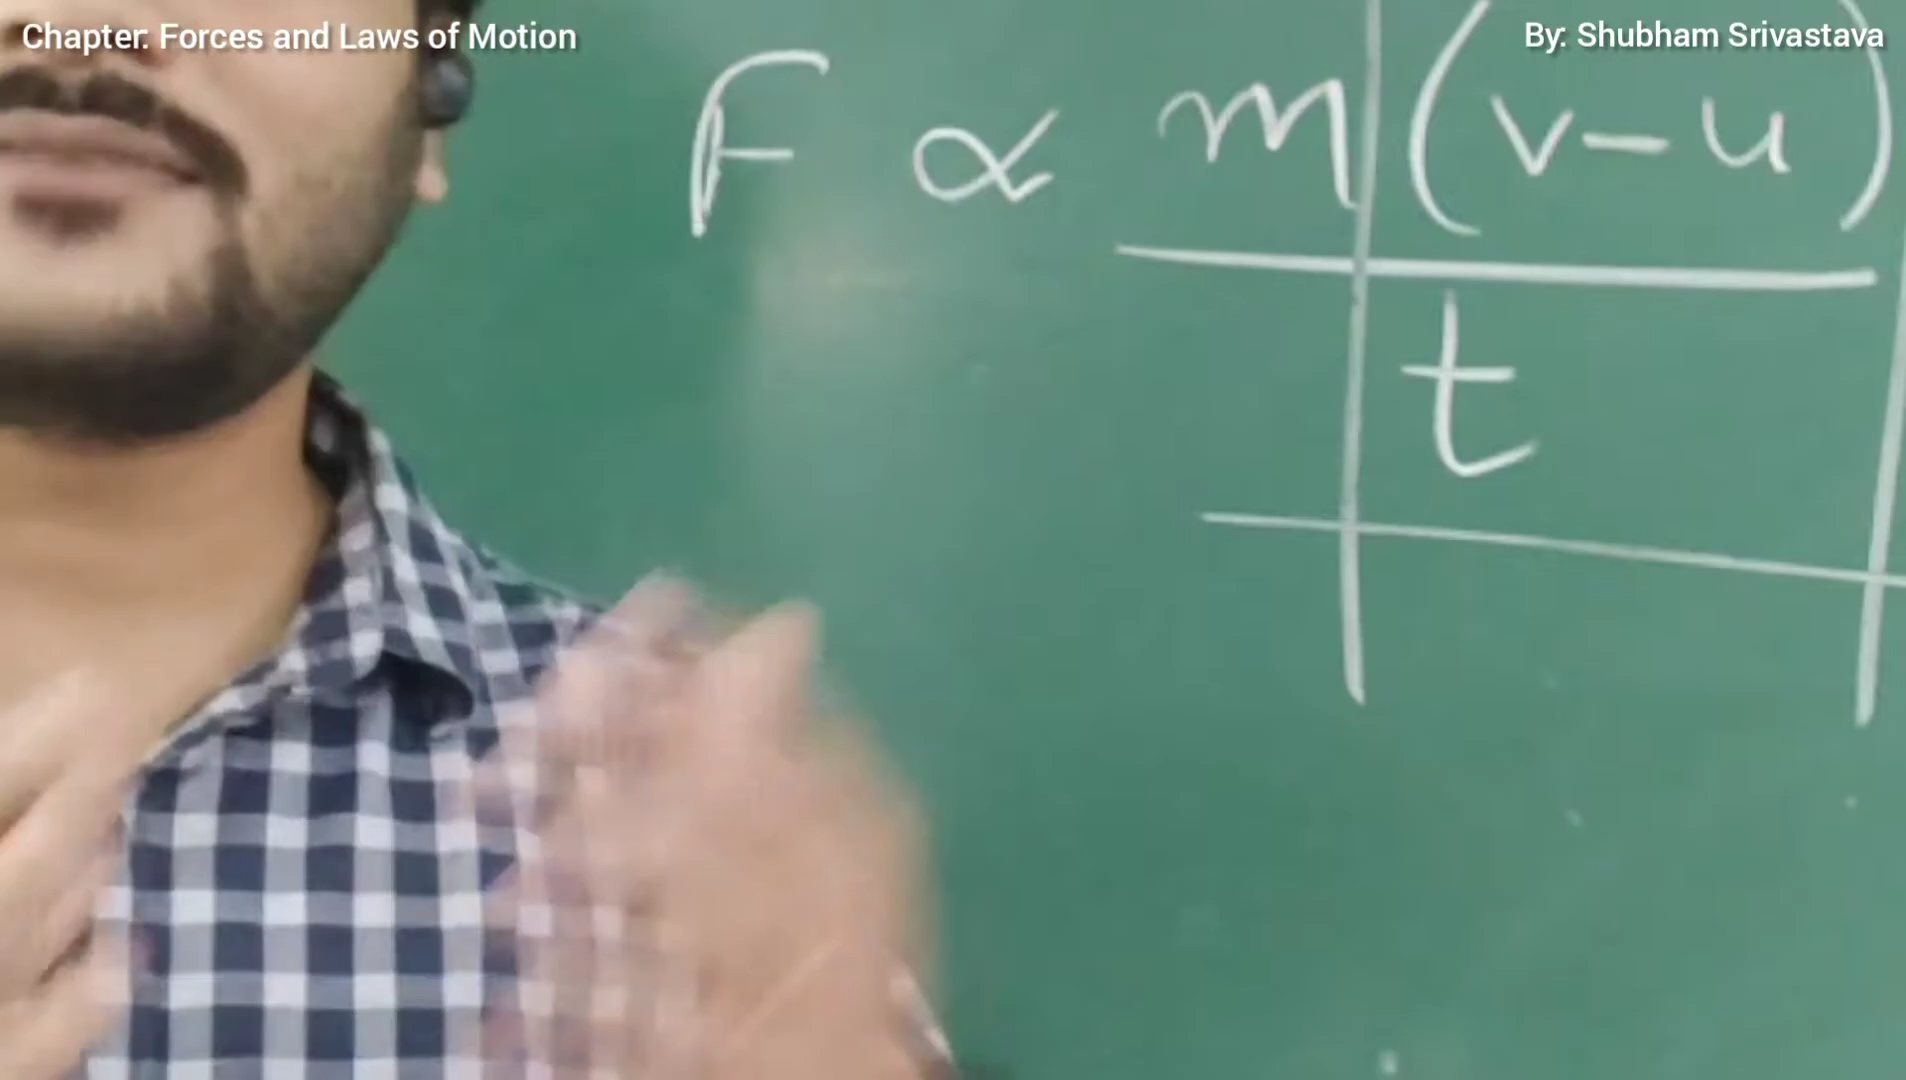 Chapter: Forces and Laws of Motion
By: Shubham Srivastava
F ∝ m(v-u)
t